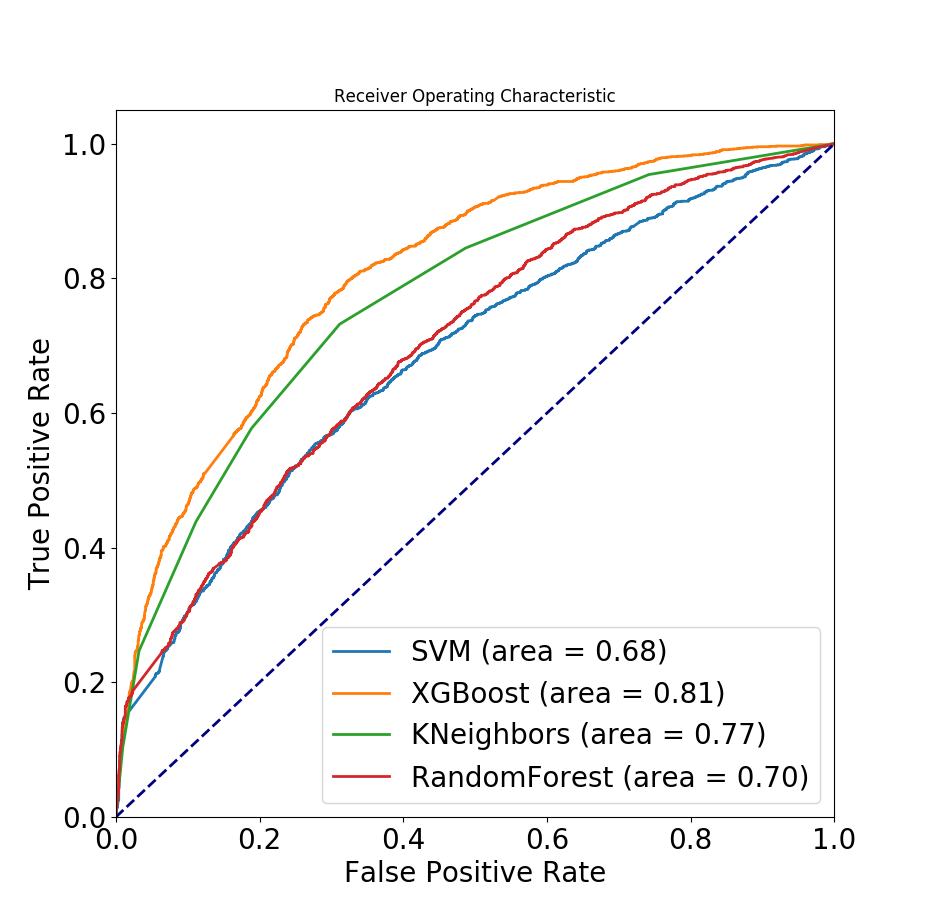 Receiver Operating Characteristic
1.0
0.8
0.6
0.4
0.2
0.0
True Positive Rate
SVM (area = 0.68)
XGBoost (area = 0.81)
KNeighbors (area = 0.77)
RandomForest (area = 0.70)
0.0 0.2 0.4 0.6 0.8 1.0
False Positive Rate